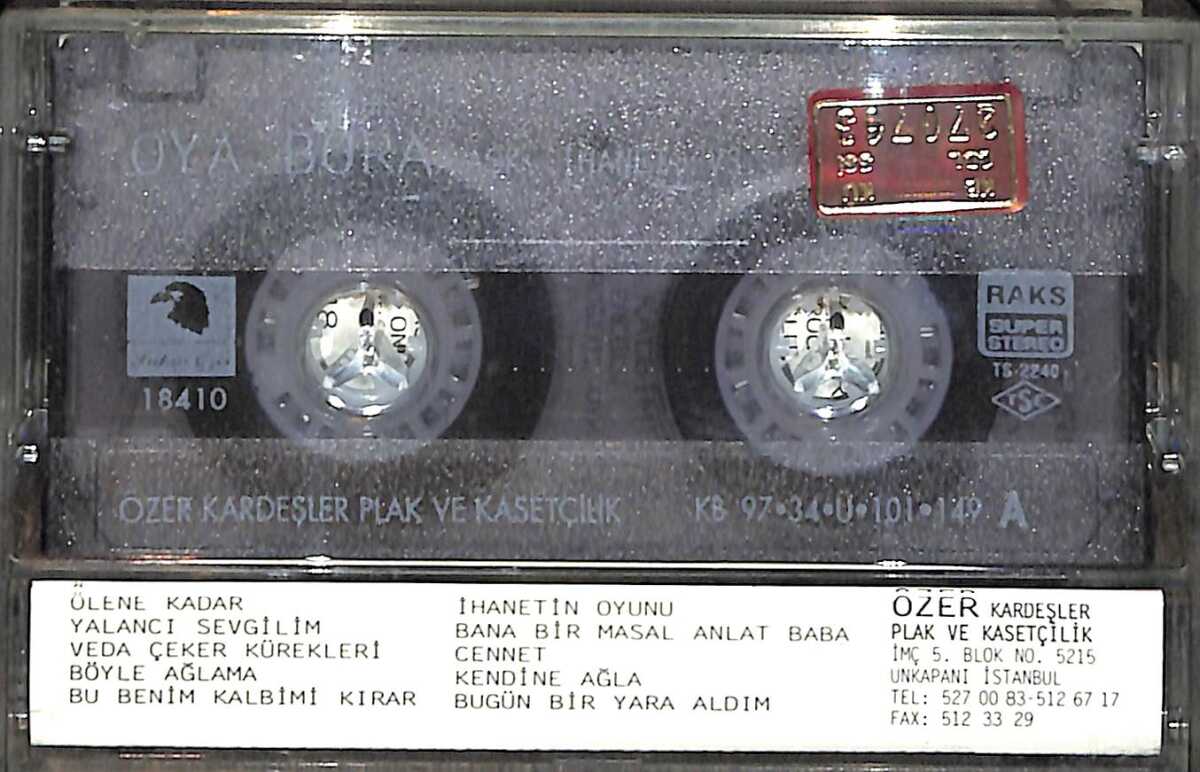 OYA BORA
270743
RAKS
SUPER
STEREO
TS-2240
TSE
18410
ÖZER KARDEŞLER PLAK VE KASETÇİLİK KB 97•34•U•101•149 A
ÖLENE KADAR
YALANCI SEVGİLİM
VEDA ÇEKER KÜREKLERİ
BÖYLE AĞLAMA
BU BENİM KALBİMİ KIRAR
İHANETİN OYUNU
BANA BİR MASAL ANLAT BABA
CENNET
KENDİNE AĞLA
BUGÜN BİR YARA ALDIM
ÖZER KARDEŞLER
PLAK VE KASETÇİLİK
İMÇ 5. BLOK NO. 5215
UNKAPANI İSTANBUL
TEL: 527 00 83-512 67 17
FAX: 512 33 29